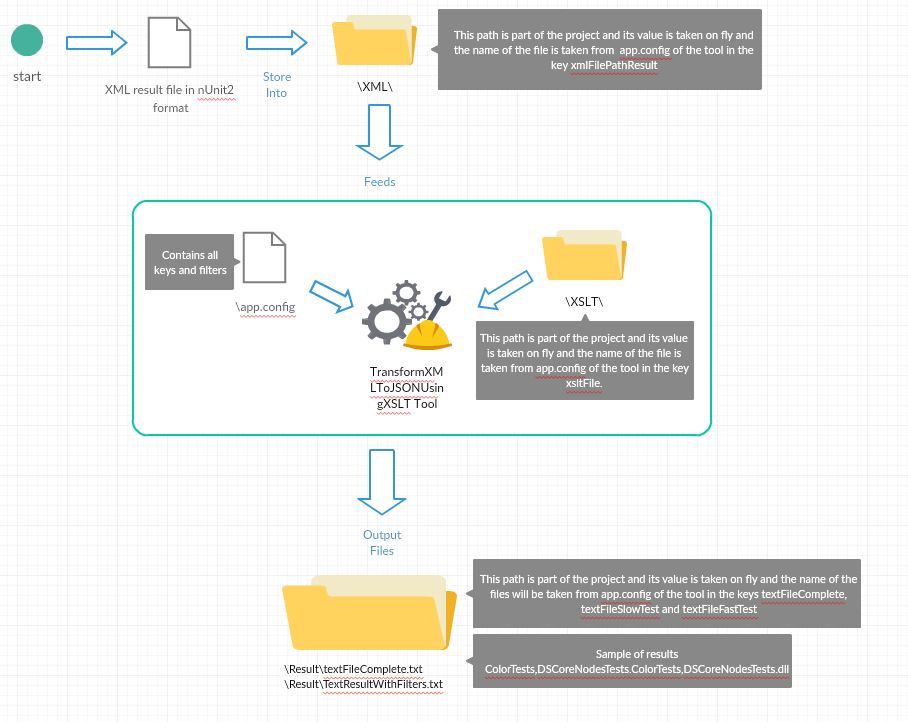 start
XML result file in nUnit2
format
Store
Into
\XML\
This path is part of the project and its value is taken on fly and
the name of the file is taken from app.config of the tool in the
key xmlFilePathResult
Feeds
Contains all
keys and filters
\app.config
\XSLT\
This path is part of the project and its value
is taken on fly and the name of the file is
taken from app.config of the tool in the key
xsltFile.
TransformXM
LToJSONUsin
gXSLT Tool
Output
Files
This path is part of the project and its value is taken on fly and the name of the
files will be taken from app.config of the tool in the keys textFileComplete,
textFileSlowTest and textFileFastTest
\Result\textFileComplete.txt
\Result\TextResultWithFilters.txt
Sample of results
ColorTests,DSCoreNodesTests.ColorTests,DSCoreNodesTests.dll